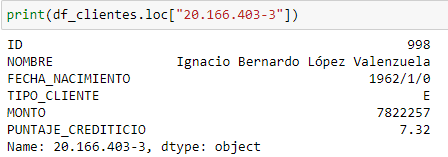 print(df_clientes.loc["20.166.403-3"])
ID 998
NOMBRE Ignacio Bernardo López Valenzuela
FECHA_NACIMIENTO 1962/1/0
TIPO_CLIENTE E
MONTO 7822257
PUNTAJE_CREDITICIO 7.32
Name: 20.166.403-3, dtype: object